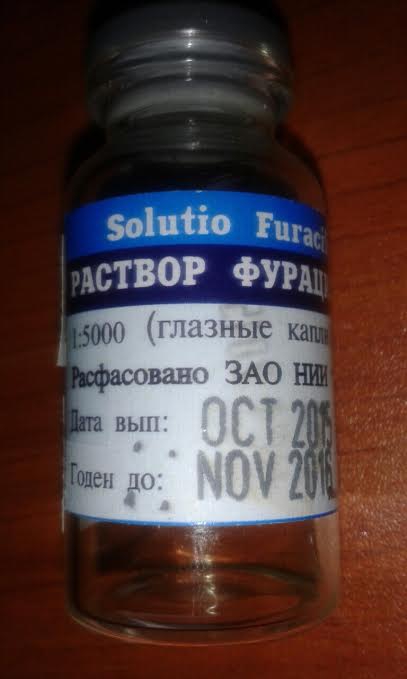 Solutio Furaci
РАСТВОР ФУРАЦ
1:5000 (глазные капл
Расфасовано ЗАО НИИ
Дата вып: OCT 2015
Годен до: NOV 2016